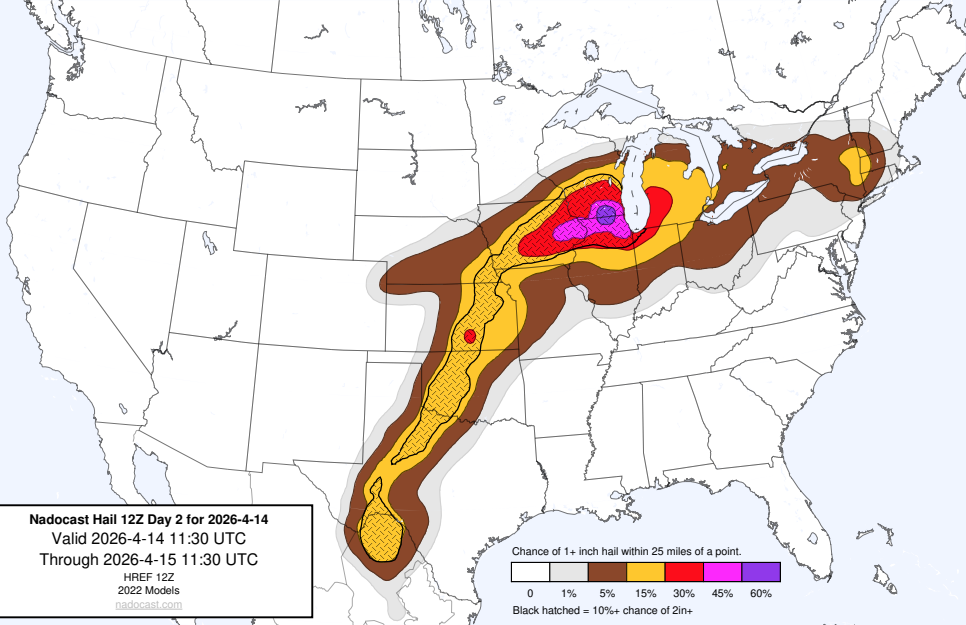 Nadocast Hail 12Z Day 2 for 2026-4-14
Valid 2026-4-14 11:30 UTC
Through 2026-4-15 11:30 UTC
HREF 12Z
2022 Models
nadocast.com
Chance of 1+ inch hail within 25 miles of a point.
0 1% 5% 15% 30% 45% 60%
Black hatched = 10%+ chance of 2in+